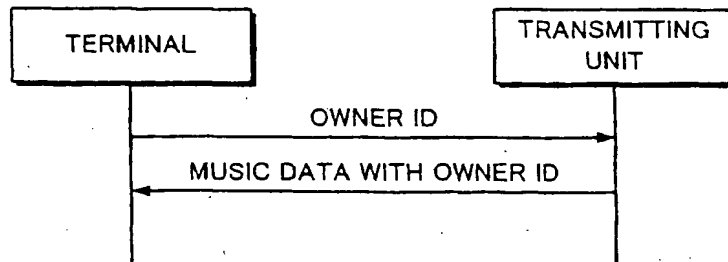 TERMINAL
TRANSMITTING
UNIT
OWNER ID
MUSIC DATA WITH OWNER ID